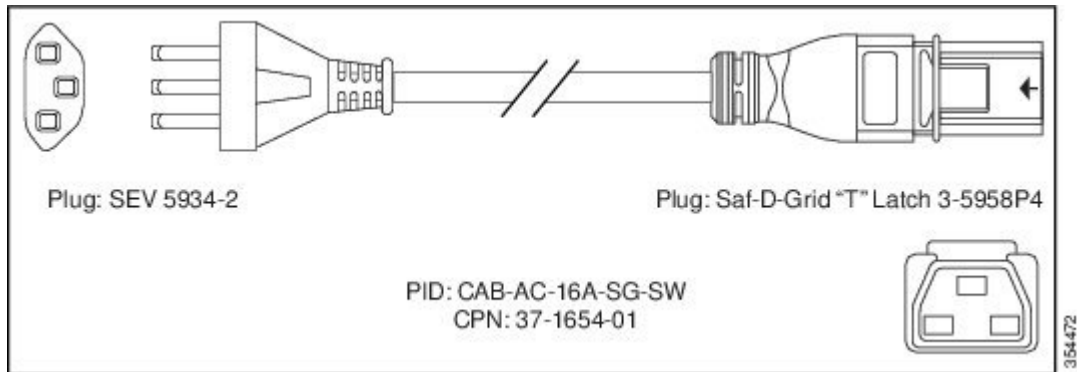 Plug: SEV 5934-2
Plug: Saf-D-Grid “T” Latch 3-5958P4
PID: CAB-AC-16A-SG-SW
CPN: 37-1654-01
354472